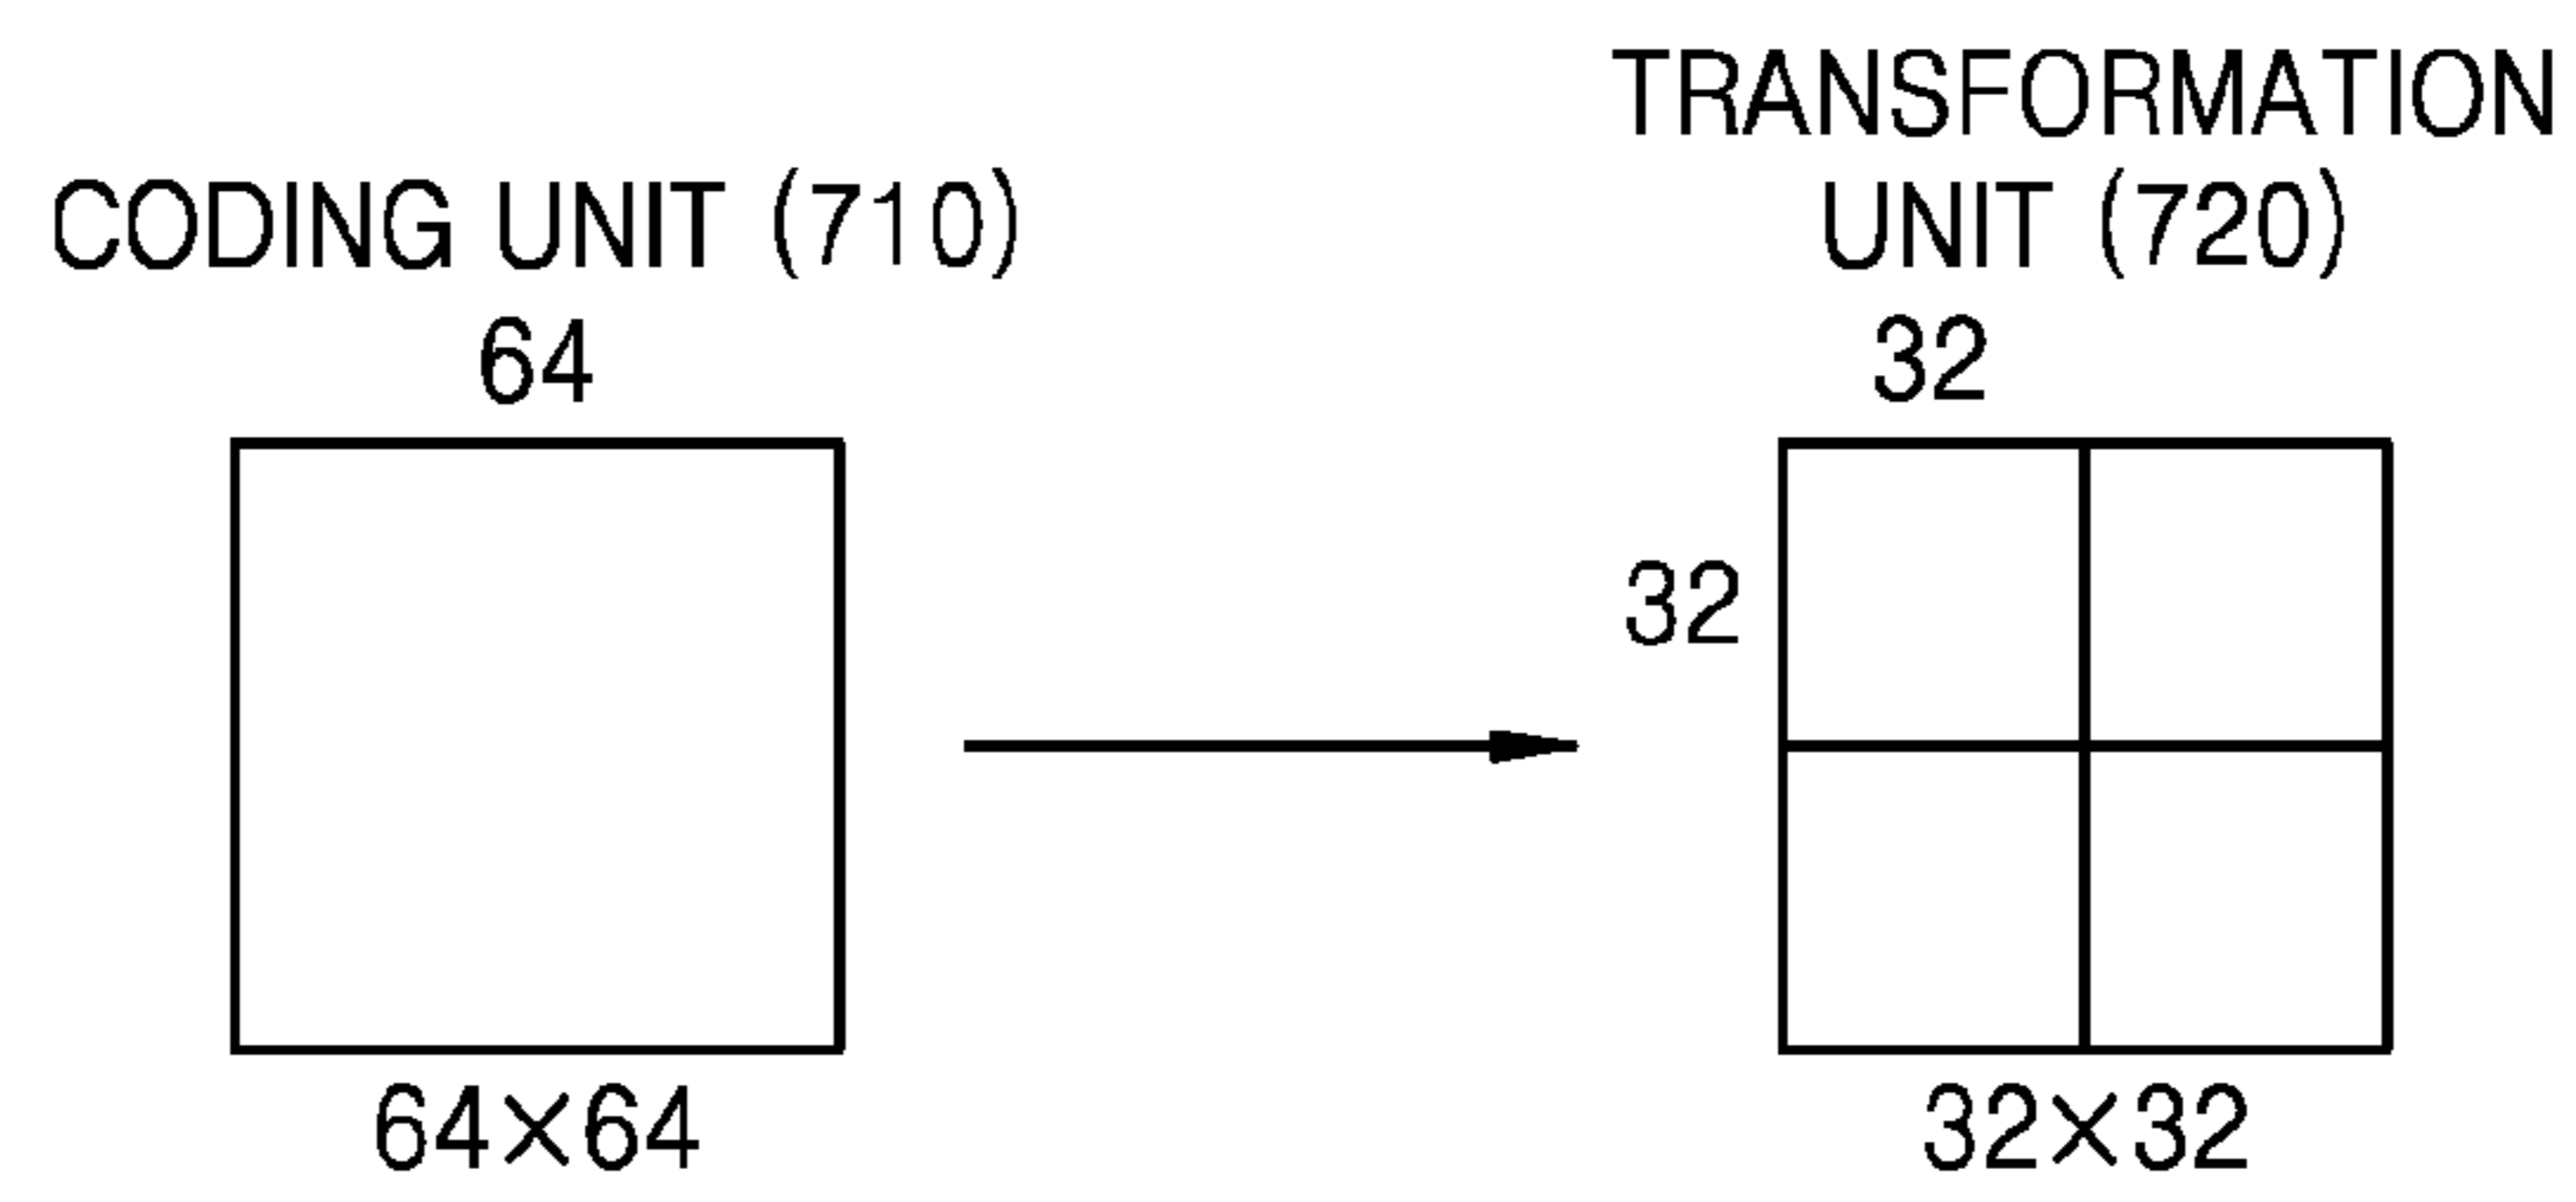 CODING UNIT (710)
64
64×64
TRANSFORMATION
UNIT (720)
32
32
32×32